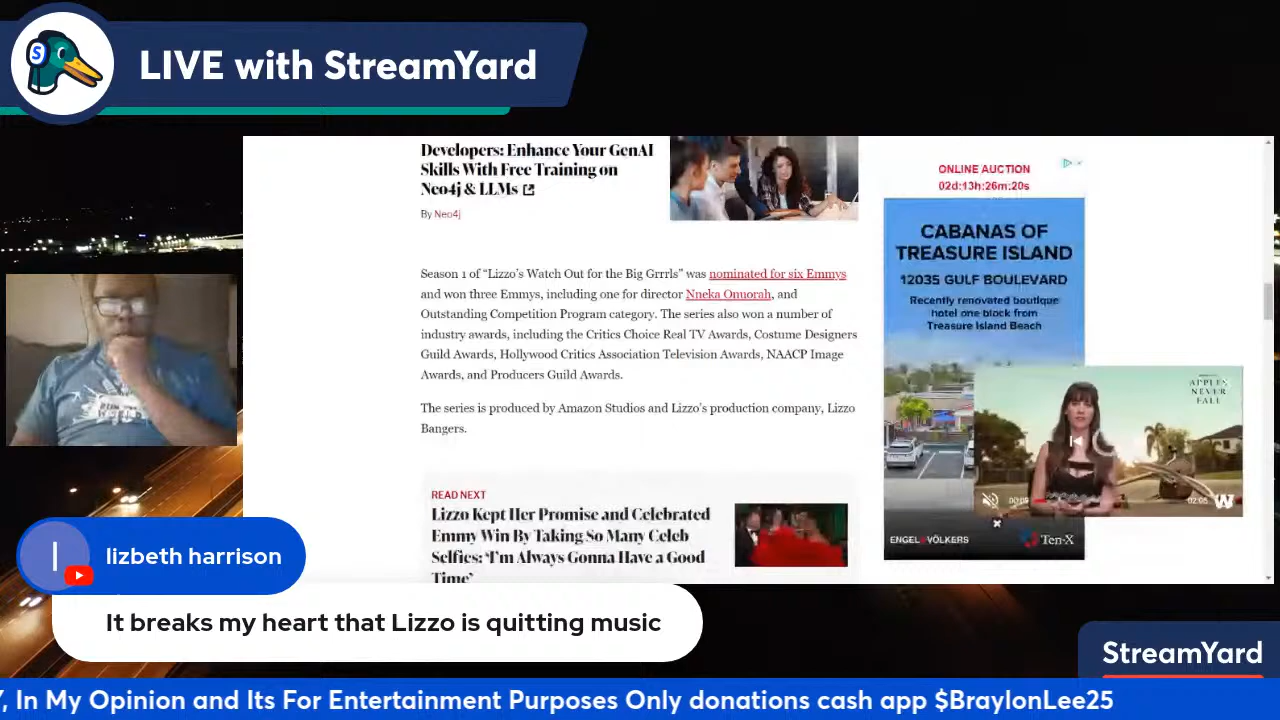 S
LIVE with StreamYard
Developers: Enhance Your GenAI
Skills With Free Training on
Neo4j & LLMs
By Neo4j
Season 1 of “Lizzo’s Watch Out for the Big Grrrls” was nominated for six Emmys
and won three Emmys, including one for director Nneka Onuorah, and
Outstanding Competition Program category. The series also won a number of
industry awards, including the Critics Choice Real TV Awards, Costume Designers
Guild Awards, Hollywood Critics Association Television Awards, NAACP Image
Awards, and Producers Guild Awards.
The series is produced by Amazon Studios and Lizzo’s production company, Lizzo
Bangers.
READ NEXT
Lizzo Kept Her Promise and Celebrated
Emmy Win By Taking So Many Celeb
Selfies: ‘I’m Always Gonna Have a Good
Time’
ONLINE AUCTION
02d:13h:26m:20s
CABANAS OF
TREASURE ISLAND
12035 GULF BOULEVARD
Recently renovated boutique
hotel one block from
Treasure Island Beach
APPLES
NEVER
FALL
02:05
W
ENGEL&VÖLKERS
Ten-X
l
lizbeth harrison
It breaks my heart that Lizzo is quitting music
StreamYard
, In My Opinion and Its For Entertainment Purposes Only donations cash app $BraylonLee25